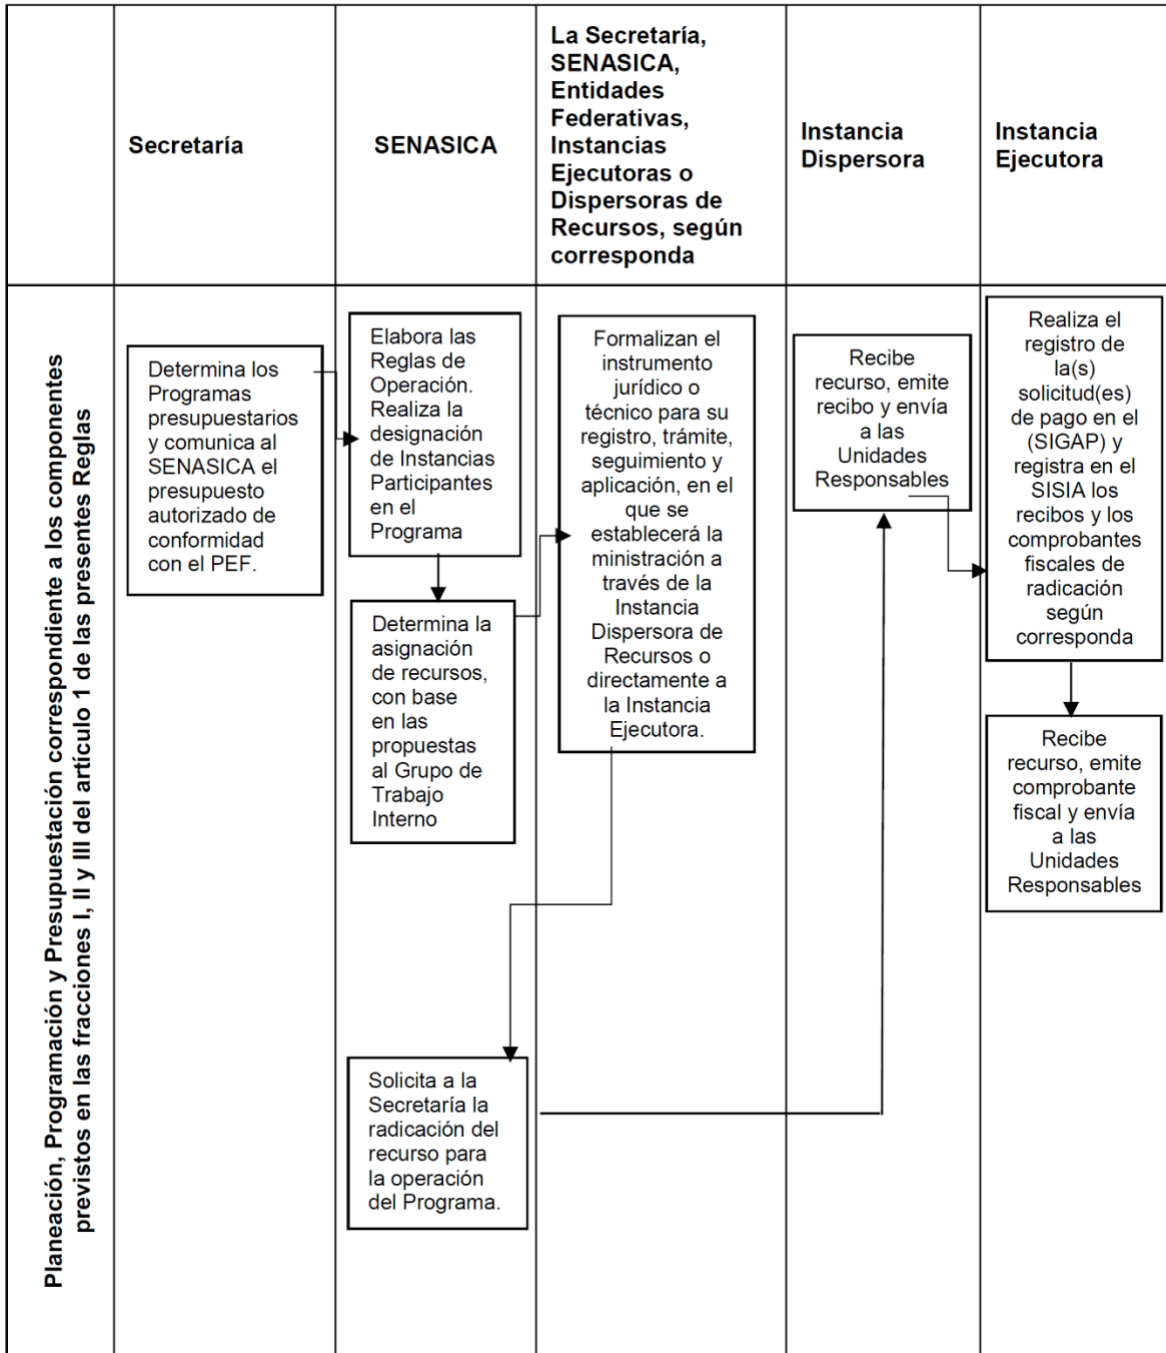 Secretaría
SENASICA
La Secretaría,
SENASICA,
Entidades
Federativas,
Instancias
Ejecutoras o
Dispersoras de
Recursos, según
corresponda
Instancia
Dispersora
Instancia
Ejecutora
Planeación, Programación y Presupuestación correspondiente a los componentes
previstos en las fracciones I, II y III del artículo 1 de las presentes Reglas
Determina los
Programas
presupuestarios
y comunica al
SENASICA el
presupuesto
autorizado de
conformidad
con el PEF.
Elabora las
Reglas de
Operación.
Realiza la
designación
de Instancias
Participantes
en el
Programa
Determina la
asignación
de recursos,
con base
en las
propuestas
al Grupo de
Trabajo
Interno
Formalizan el
instrumento
jurídico o
técnico para su
registro, trámite,
seguimiento y
aplicación, en el
que se
establecerá la
ministración a
través de la
Instancia
Dispersora de
Recursos o
directamente a
la Instancia
Ejecutora.
Solicita a la
Secretaría la
radicación del
recurso para
la operación
del Programa.
Recibe
recurso, emite
recibo y envía
a las
Unidades
Responsables
Realiza el
registro de
la(s)
solicitud(es)
de pago en el
(SIGAP) y
registra en el
SISIA los
recibos y los
comprobantes
fiscales de
radicación
según
corresponda
Recibe
recurso, emite
comprobante
fiscal y envía
a las
Unidades
Responsables